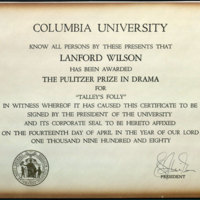 COLUMBIA UNIVERSITY
KNOW ALL PERSONS BY THESE PRESENTS THAT
LANFORD WILSON
HAS BEEN AWARDED
THE PULITZER PRIZE IN DRAMA
FOR
"TALLEY'S FOLLY"
IN WITNESS WHEREOF IT HAS CAUSED THIS CERTIFICATE TO BE
SIGNED BY THE PRESIDENT OF THE UNIVERSITY
AND ITS CORPORATE SEAL TO BE HERETO AFFIXED
ON THE FOURTEENTH DAY OF APRIL IN THE YEAR OF OUR LORD
ONE THOUSAND NINE HUNDRED AND EIGHTY
PRESIDENT